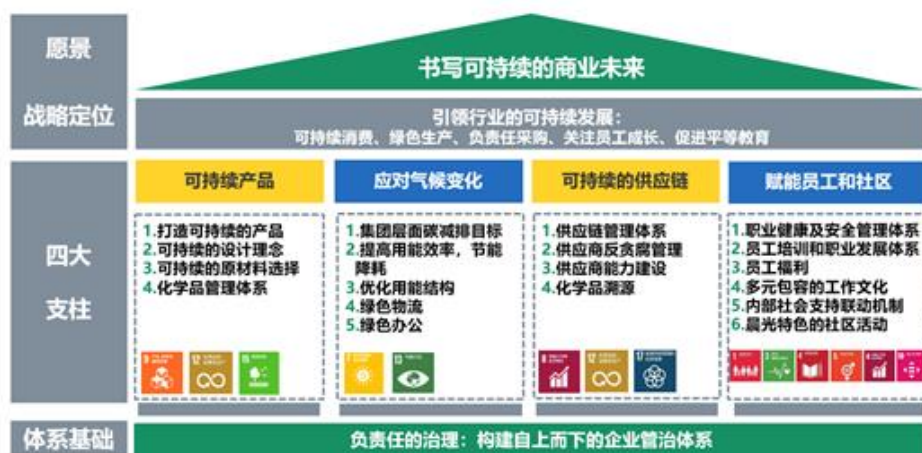 愿景
战略定位
书写可持续的商业未来
引领行业的可持续发展：
可持续消费、绿色生产、负责任采购、关注员工成长、促进平等教育
四大
支柱
可持续产品
1.打造可持续的产品
2.可持续的设计理念
3.可持续的原材料选择
4.化学品管理体系
9
12
15
应对气候变化
1.集团层面碳减排目标
2.提高用能效率，节能
降耗
3.优化用能结构
4.绿色物流
5.绿色办公
7
13
可持续的供应链
1.供应链管理体系
2.供应商反贪腐管理
3.供应商能力建设
4.化学品溯源
8
12
17
赋能员工和社区
1.职业健康及安全管理体系
2.员工培训和职业发展体系
3.员工福利
4.多元包容的工作文化
5.内部社会支持联动机制
6.晨光特色的社区活动
1
3
4
5
8
10
体系基础
负责任的治理：构建自上而下的企业管治体系